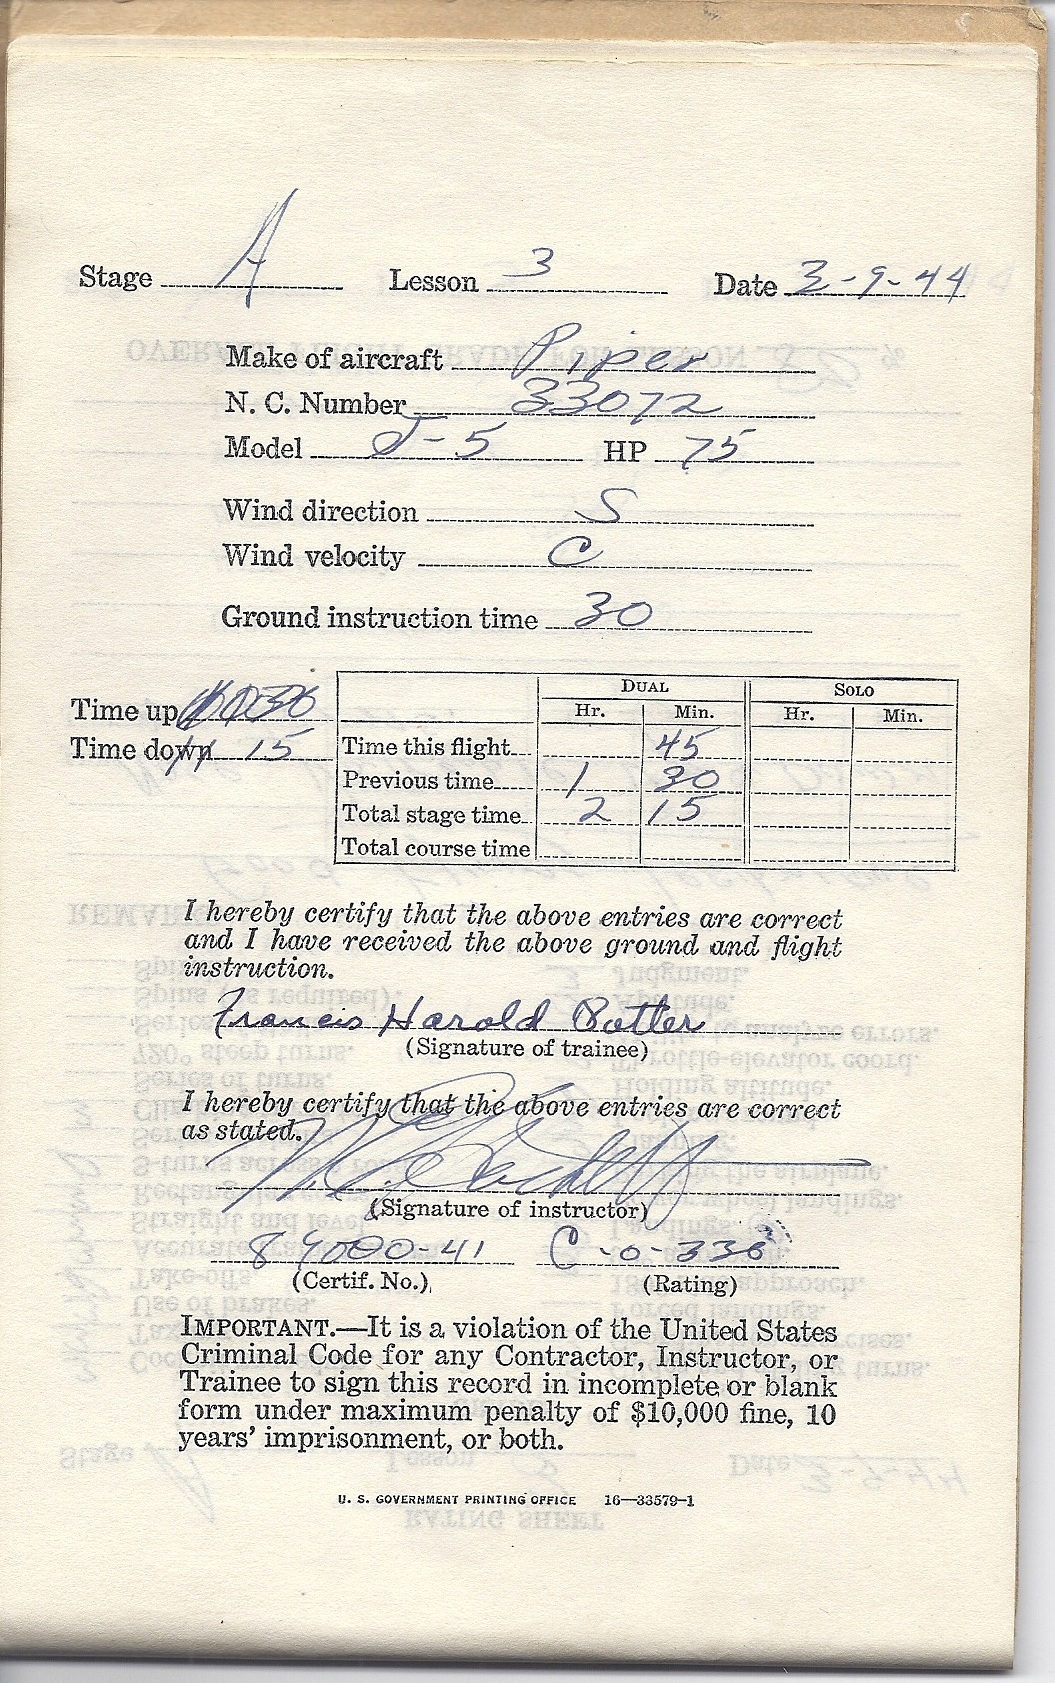 Stage A Lesson 3 Date 3-9-44
Make of aircraft Piper
N. C. Number 33072
Model J-5 HP 75
Wind direction S
Wind velocity C
Ground instruction time 30
DUAL SOLO
Hr. Min. Hr. Min.
Time up 1030
Time down 11 15
Time this flight 45
Previous time 1 30
Total stage time 2 15
Total course time
I hereby certify that the above entries are correct
and I have received the above ground and flight
instruction.
Francis Harold Butler
(Signature of trainee)
I hereby certify that the above entries are correct
as stated.
(Signature of instructor)
84000-41 C-0-336
(Certif. No.) (Rating)
IMPORTANT.—It is a violation of the United States
Criminal Code for any Contractor, Instructor, or
Trainee to sign this record in incomplete or blank
form under maximum penalty of $10,000 fine, 10
years' imprisonment, or both.
U. S. GOVERNMENT PRINTING OFFICE 16—33579-1